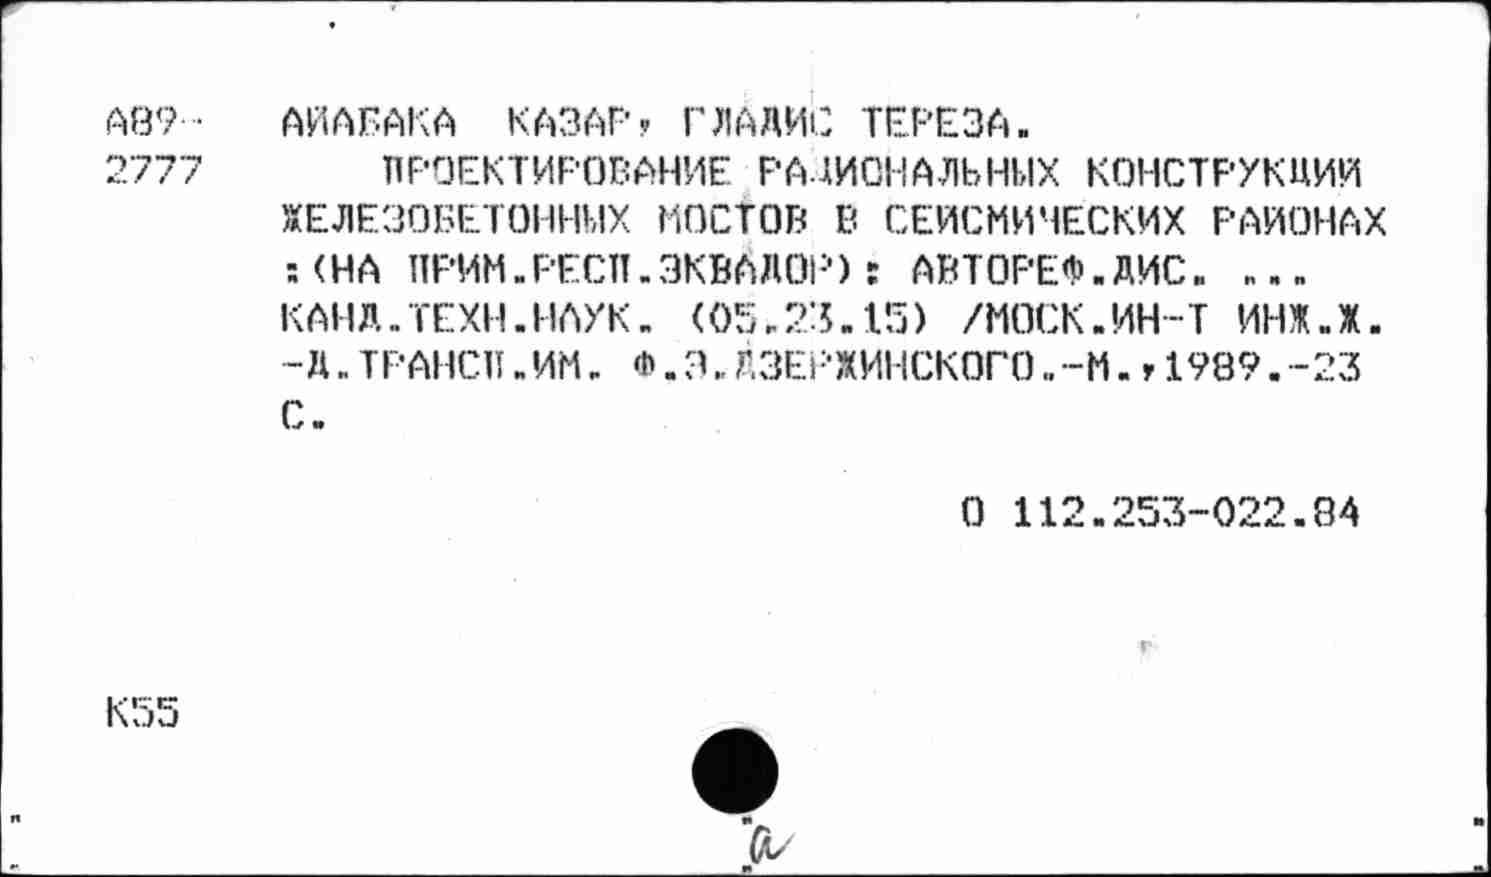 А89- АЙАБАКА КАЗАР, ГЛАДИС ТЕРЕЗА.
2777 ПРОЕКТИРОВАНИЕ РАЦИОНАЛЬНЫХ КОНСТРУКЦИЙ
ЖЕЛЕЗОБЕТОННЫХ МОСТОВ В СЕЙСМИЧЕСКИХ РАЙОНАХ
:(НА ПРИМ.РЕСП.ЭКВАДОР): АВТОРЕФ.ДИС. ...
КАНД.ТЕХН.НАУК. (05.23.15) /МОСК.ИН-Т ИНЖ.Ж.
-Д.ТРАНСП.ИМ. Ф.Э.ДЗЕРЖИНСКОГО.-М.,1989.-23
С.
О 112.253-022.84
К55
а